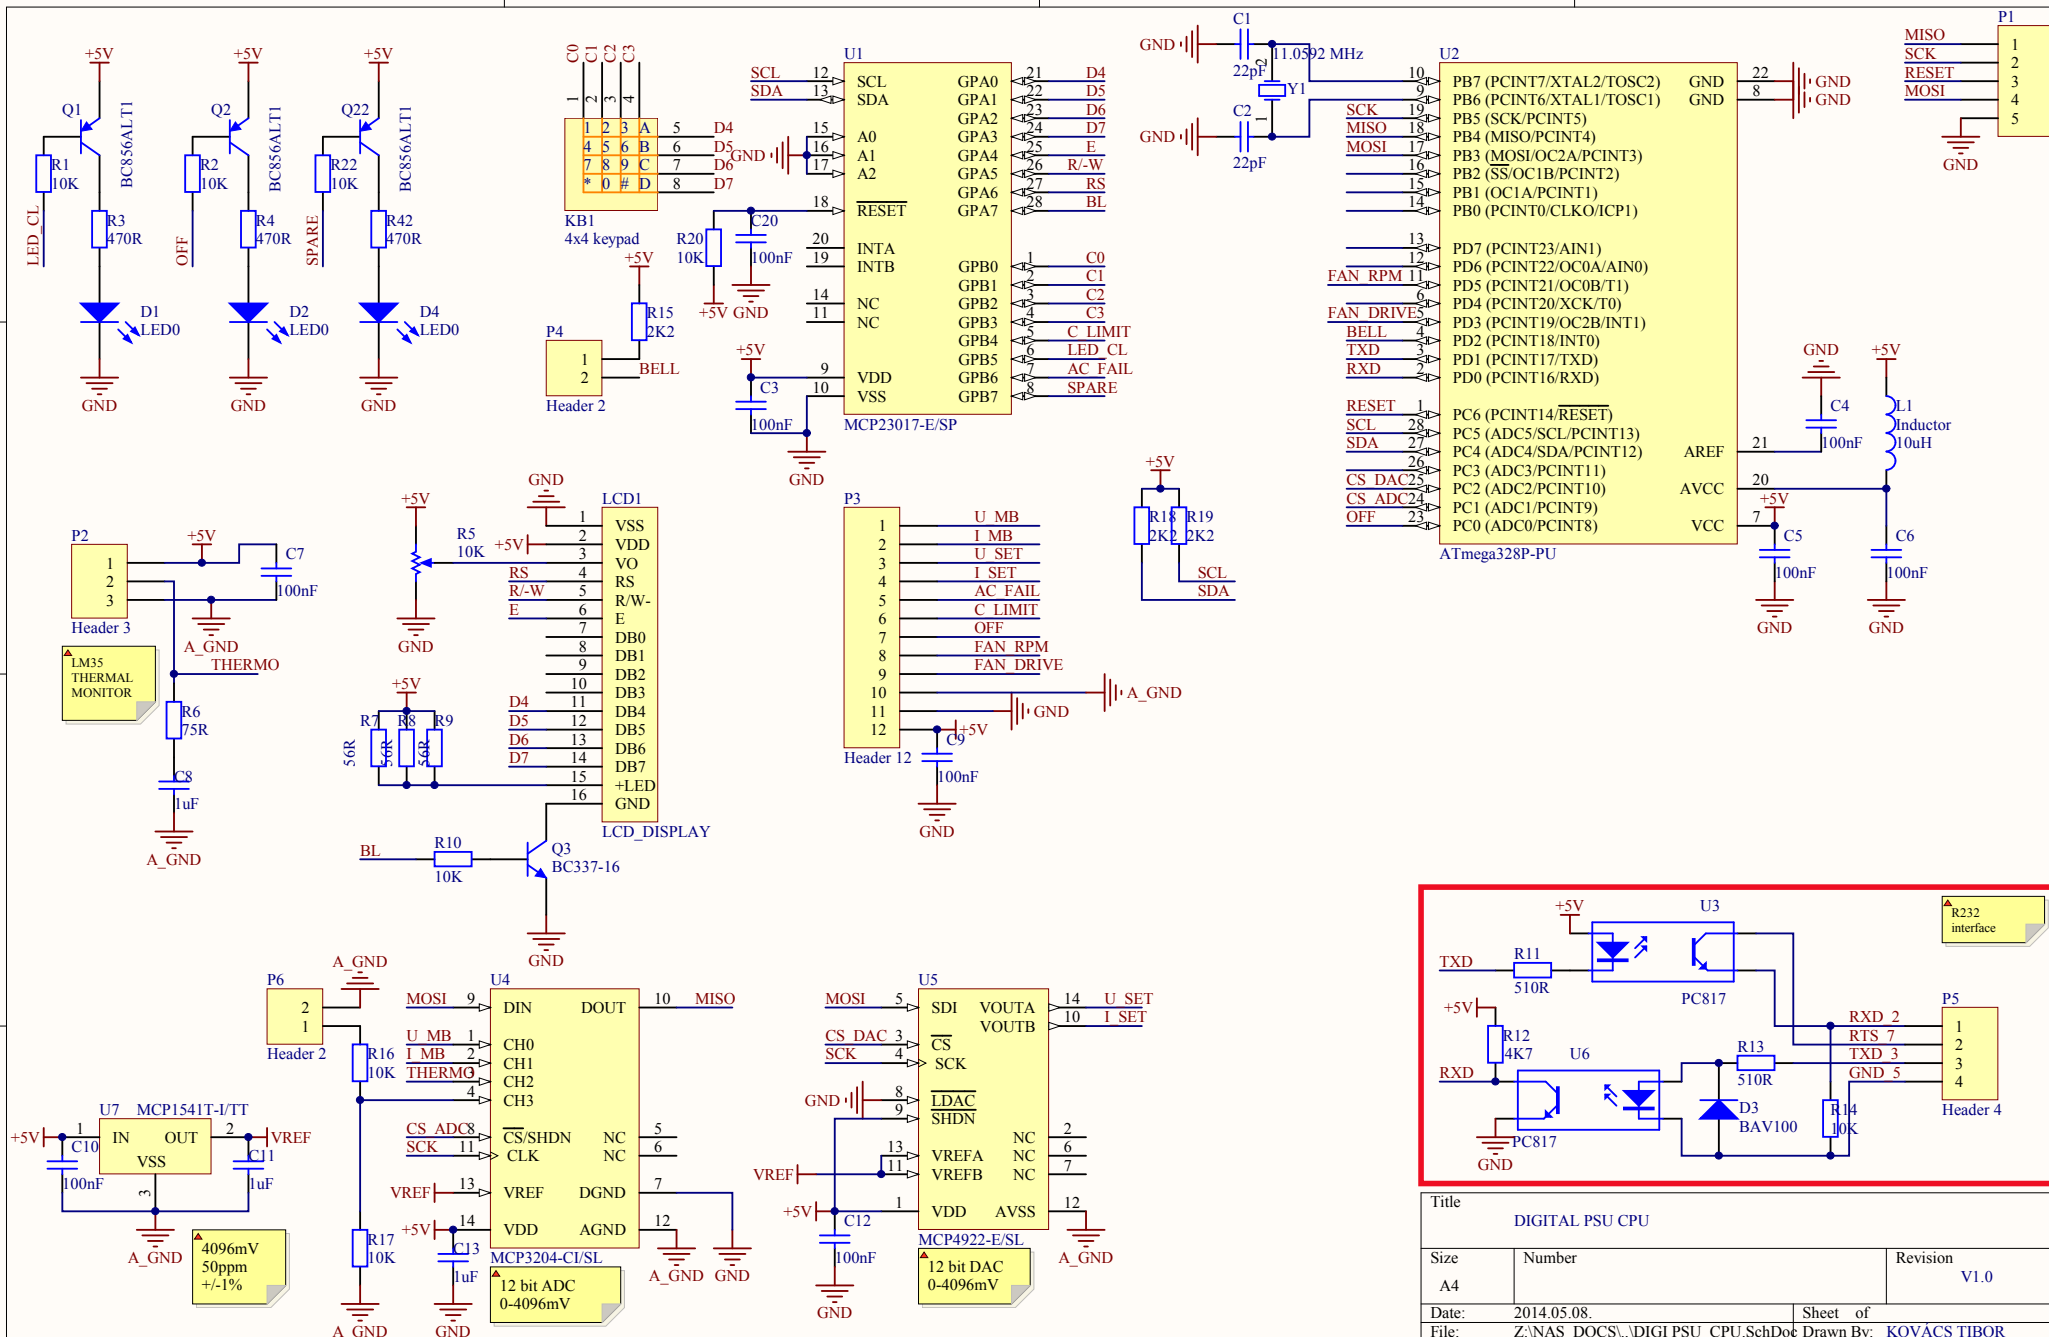 +5V
Q1
BC856ALT1
R1
10K
LED_CL
R3
470R
D1
LED0
GND
+5V
Q2
BC856ALT1
R2
10K
OFF
R4
470R
D2
LED0
GND
+5V
Q22
BC856ALT1
R22
10K
SPARE
R42
470R
D4
LED0
GND
C0
C1
C2
C3
1
2
3
4
1 2 3 A
4 5 6 B
7 8 9 C
* 0 # D
5 D4
6 D5
7 D6
8 D7
KB1
4x4 keypad
+5V
R15
2K2
P4
1
2
BELL
Header 2
U1
SCL 12 SCL
SDA 13 SDA
GND
15 A0
16 A1
17 A2
18 RESET
R20
10K
+5V
C20
100nF
GND
20 INTA
19 INTB
14 NC
11 NC
+5V
9 VDD
10 VSS
C3
100nF
GND
GPA0 21 D4
GPA1 22 D5
GPA2 23 D6
GPA3 24 D7
GPA4 25 E
GPA5 26 R/-W
GPA6 27 RS
GPA7 28 BL
GPB0 1 C0
GPB1 2 C1
GPB2 3 C2
GPB3 4 C3
GPB4 5 C_LIMIT
GPB5 6 LED_CL
GPB6 7 AC_FAIL
GPB7 8 SPARE
MCP23017-E/SP
GND
C1
22pF
11.0592 MHz
2
Y1
1
GND
C2
22pF
U2
10 PB7 (PCINT7/XTAL2/TOSC2)
9 PB6 (PCINT6/XTAL1/TOSC1)
SCK 19 PB5 (SCK/PCINT5)
MISO 18 PB4 (MISO/PCINT4)
MOSI 17 PB3 (MOSI/OC2A/PCINT3)
16 PB2 (SS/OC1B/PCINT2)
15 PB1 (OC1A/PCINT1)
14 PB0 (PCINT0/CLKO/ICP1)
13 PD7 (PCINT23/AIN1)
12 PD6 (PCINT22/OC0A/AIN0)
FAN_RPM 11 PD5 (PCINT21/OC0B/T1)
6 PD4 (PCINT20/XCK/T0)
FAN_DRIVE 5 PD3 (PCINT19/OC2B/INT1)
BELL 4 PD2 (PCINT18/INT0)
TXD 3 PD1 (PCINT17/TXD)
RXD 2 PD0 (PCINT16/RXD)
RESET 1 PC6 (PCINT14/RESET)
SCL 28 PC5 (ADC5/SCL/PCINT13)
SDA 27 PC4 (ADC4/SDA/PCINT12)
26 PC3 (ADC3/PCINT11)
CS_DAC 25 PC2 (ADC2/PCINT10)
CS_ADC 24 PC1 (ADC1/PCINT9)
OFF 23 PC0 (ADC0/PCINT8)
ATmega328P-PU
GND 22 GND
GND 8 GND
AREF 21
AVCC 20
VCC 7
GND
C4
100nF
+5V
L1
Inductor
10uH
+5V
C5
100nF
GND
C6
100nF
GND
P1
MISO 1
SCK 2
RESET 3
MOSI 4
5
GND
P2
1
2
3
Header 3
+5V
C7
100nF
A_GND
THERMO
LM35
THERMAL
MONITOR
R6
75R
C8
1uF
A_GND
+5V
R5
10K
GND
GND
+5V
LCD1
1 VSS
2 VDD
3 VO
RS 4 RS
R/-W 5 R/W-
E 6 E
7 DB0
8 DB1
9 DB2
10 DB3
D4 11 DB4
D5 12 DB5
D6 13 DB6
D7 14 DB7
15 +LED
16 GND
LCD_DISPLAY
+5V
R7
56R
R8
56R
R9
56R
BL
R10
10K
Q3
BC337-16
GND
P3
1 U_MB
2 I_MB
3 U_SET
4 I_SET
5 AC_FAIL
6 C_LIMIT
7 OFF
8 FAN_RPM
9 FAN_DRIVE
10 A_GND
11 GND
12 +5V
Header 12
C9
100nF
GND
+5V
R18
2K2
R19
2K2
SCL
SDA
P6
2
1
Header 2
A_GND
R16
10K
R17
10K
A_GND
U7
MCP1541T-I/TT
+5V
1 IN
OUT 2
VSS
3
VREF
C10
100nF
C11
1uF
A_GND
4096mV
50ppm
+/-1%
U4
MOSI 9 DIN
U_MB 1 CH0
I_MB 2 CH1
THERMO 3 CH2
4 CH3
CS_ADC 8 CS/SHDN
SCK 11 CLK
VREF 13 VREF
+5V 14 VDD
DOUT 10 MISO
NC 5
NC 6
DGND 7
AGND 12
MCP3204-CI/SL
C13
1uF
GND
A_GND
GND
12 bit ADC
0-4096mV
U5
MOSI 5 SDI
CS_DAC 3 CS
SCK 4 SCK
GND 8 LDAC
9 SHDN
13 VREFA
VREF 11 VREFB
+5V 1 VDD
VOUTA 14 U_SET
VOUTB 10 I_SET
NC 2
NC 6
NC 7
AVSS 12
A_GND
MCP4922-E/SL
C12
100nF
GND
12 bit DAC
0-4096mV
+5V
U3
TXD
R11
510R
PC817
R232
interface
+5V
R12
4K7
RXD
U6
PC817
GND
R13
510R
D3
BAV100
R14
10K
P5
RXD_2 1
RTS_7 2
TXD_3 3
GND_5 4
Header 4
Title
DIGITAL PSU CPU
Size
A4
Number
Revision
V1.0
Date: 2014.05.08.
Sheet of
File: Z:\NAS_DOCS\..\DIGI PSU_CPU.SchDoc
Drawn By: KOVÁCS TIBOR